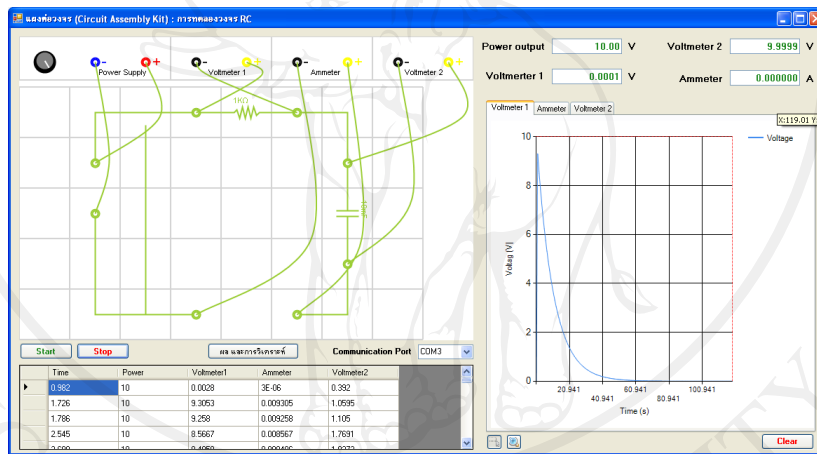 แผงต่อวงจร (Circuit Assembly Kit) : การทดลองวงจร RC
- + - + - + - +
Power Supply Voltmeter 1 Ammeter Voltmeter 2
1KΩ
Power output 10.00 V Voltmeter 2 9.9999 V
Voltmerter 1 0.0001 V Ammeter 0.000000 A
Voltmeter 1 Ammeter Voltmeter 2
X:119.01 Y:
Voltage
10
8
6
4
2
0
Voltag (V)
20.941 60.941 100.941
40.941 80.941
Time (s)
Start Stop ผล และการวิเคราะห์ Communication Port COM3
Time Power Voltmeter1 Ammeter Voltmeter2
0.982 10 0.0028 3E-06 0.392
1.726 10 9.3053 0.009305 1.0595
1.786 10 9.258 0.009258 1.105
2.545 10 8.5667 0.008567 1.7691
Clear